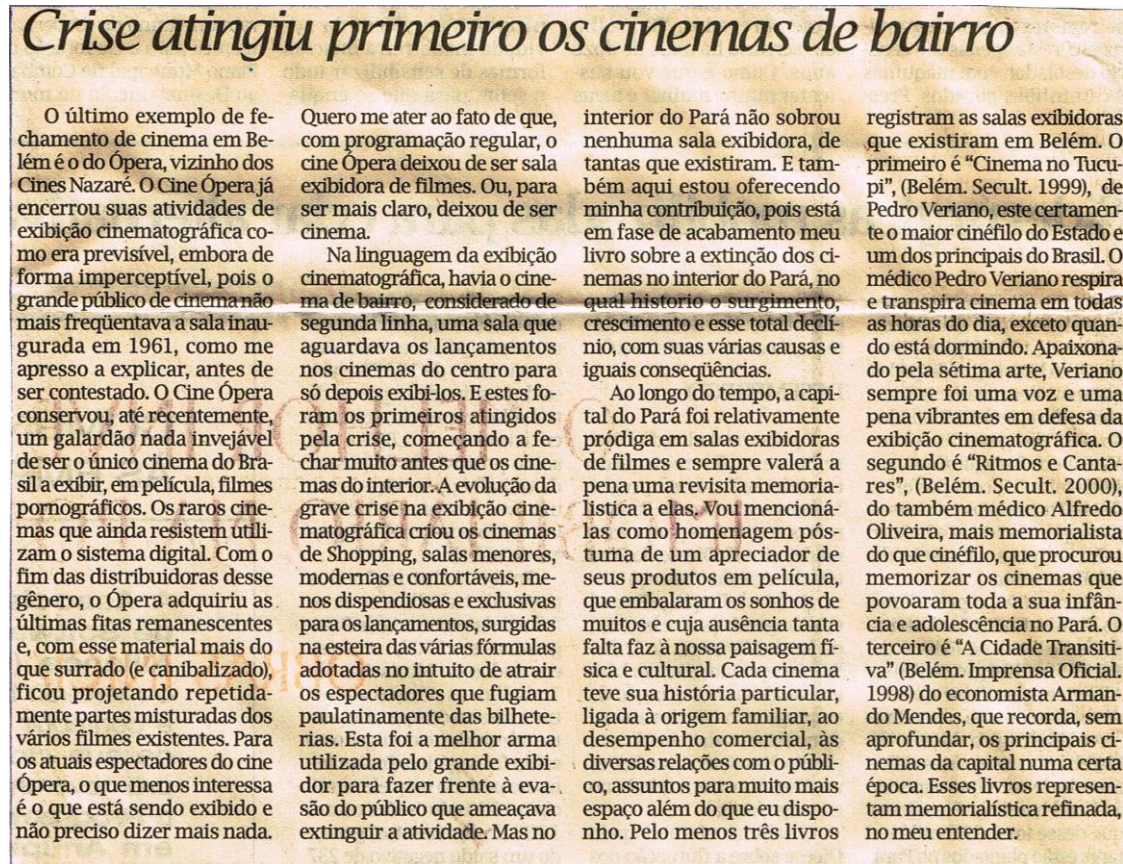 Crise atingiu primeiro os cinemas de bairro
O último exemplo de fe-
chamento de cinema em Be-
lém é o do Ópera, vizinho dos
Cines Nazaré. O Cine Ópera já
encerrou suas atividades de
exibição cinematográfica co-
mo era previsível, embora de
forma imperceptível, pois o
grande público de cinema não
mais freqüentava a sala inau-
gurada em 1961, como me
apresso a explicar, antes de
ser contestado. O Cine Ópera
conservou, até recentemente,
um galardão nada invejável
de ser o único cinema do Bra-
sil a exibir, em película, filmes
pornográficos. Os raros cine-
mas que ainda resistem utili-
zam o sistema digital. Com o
fim das distribuidoras desse
gênero, o Ópera adquiriu as
últimas fitas remanescentes
e, com esse material mais do
que surrado (e canibalizado),
ficou projetando repetida-
mente partes misturadas dos
vários filmes existentes. Para
os atuais espectadores do cine
Ópera, o que menos interessa
é o que está sendo exibido e
não preciso dizer mais nada.
Quero me ater ao fato de que,
com programação regular, o
cine Ópera deixou de ser sala
exibidora de filmes. Ou, para
ser mais claro, deixou de ser
cinema.
Na linguagem da exibição
cinematográfica, havia o cine-
ma de bairro, considerado de
segunda linha, uma sala que
aguardava os lançamentos
nos cinemas do centro para
só depois exibi-los. E estes fo-
ram os primeiros atingidos
pela crise, começando a fe-
char muito antes que os cine-
mas do interior. A evolução da
grave crise na exibição cine-
matográfica criou os cinemas
de Shopping, salas menores,
modernas e confortáveis, me-
nos dispendiosas e exclusivas
para os lançamentos, surgidas
na esteira das várias fórmulas
adotadas no intuito de atrair
os espectadores que fugiam
paulatinamente das bilhete-
rias. Esta foi a melhor arma
utilizada pelo grande exibi-
dor para fazer frente à eva-
são do público que ameaçava
extinguir a atividade. Mas no
interior do Pará não sobrou
nenhuma sala exibidora, de
tantas que existiram. E tam-
bém aqui estou oferecendo
minha contribuição, pois está
em fase de acabamento meu
livro sobre a extinção dos ci-
nemas no interior do Pará, no
qual historio o surgimento,
crescimento e esse total declí-
nio, com suas várias causas e
iguais conseqüências.
Ao longo do tempo, a capi-
tal do Pará foi relativamente
pródiga em salas exibidoras
de filmes e sempre valerá a
pena uma revisita memoria-
listica a elas. Vou mencioná-
las como homenagem pós-
tuma de um apreciador de
seus produtos em película,
que embalaram os sonhos de
muitos e cuja ausência tanta
falta faz à nossa paisagem fí-
sica e cultural. Cada cinema
teve sua história particular,
ligada à origem familiar, ao
desempenho comercial, às
diversas relações com o públi-
co, assuntos para muito mais
espaço além do que eu dispo-
nho. Pelo menos três livros
registram as salas exibidoras
que existiram em Belém. O
primeiro é “Cinema no Tucu-
pi”, (Belém. Secult. 1999), de
Pedro Veriano, este certamen-
te o maior cinéfilo do Estado e
um dos principais do Brasil. O
médico Pedro Veriano respira
e transpira cinema em todas
as horas do dia, exceto quan-
do está dormindo. Apaixona-
do pela sétima arte, Veriano
sempre foi uma voz e uma
pena vibrantes em defesa da
exibição cinematográfica. O
segundo é “Ritmos e Canta-
res”, (Belém. Secult. 2000),
do também médico Alfredo
Oliveira, mais memorialista
do que cinéfilo, que procurou
memorizar os cinemas que
povoaram toda a sua infân-
cia e adolescência no Pará. O
terceiro é “A Cidade Transiti-
va” (Belém. Imprensa Oficial.
1998) do economista Arman-
do Mendes, que recorda, sem
aprofundar, os principais ci-
nemas da capital numa certa
época. Esses livros represen-
tam memorialística refinada,
no meu entender.